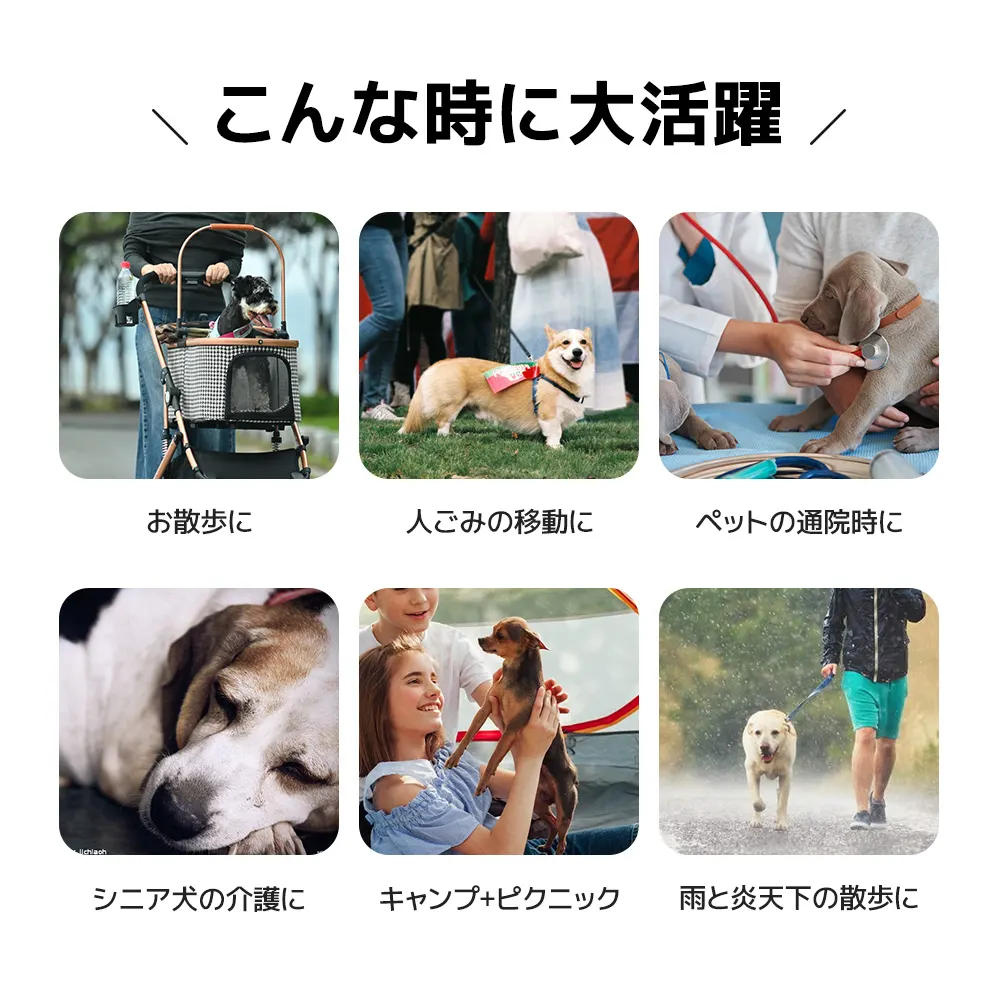 こんな時に大活躍
お散歩に
人ごみの移動に
ペットの通院時に
シニア犬の介護に
キャンプ+ピクニック
雨と炎天下の散歩に